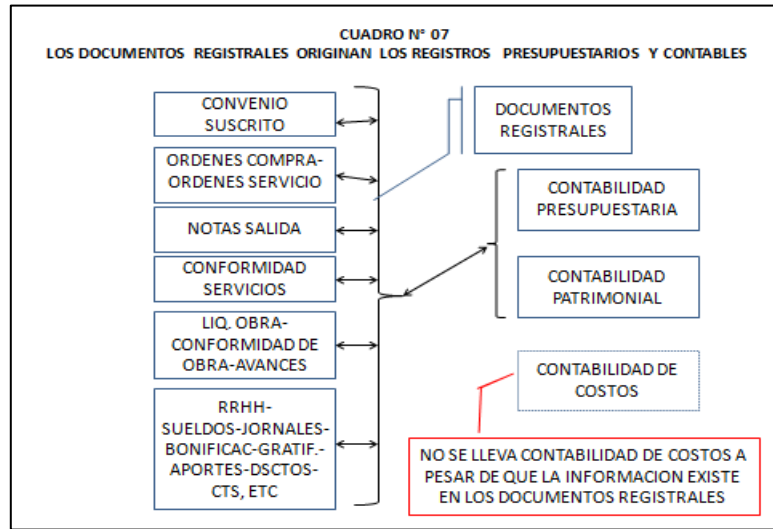 CUADRO N° 07
LOS DOCUMENTOS REGISTRALES ORIGINAN LOS REGISTROS PRESUPUESTARIOS Y CONTABLES
CONVENIO
SUSCRITO
ORDENES COMPRA-
ORDENES SERVICIO
NOTAS SALIDA
CONFORMIDAD
SERVICIOS
LIQ. OBRA-
CONFORMIDAD DE
OBRA-AVANCES
RRHH-
SUELDOS-JORNALES-
BONIFICAC-GRATIF.-
APORTES-DSCTOS-
CTS, ETC
DOCUMENTOS
REGISTRALES
CONTABILIDAD
PRESUPUESTARIA
CONTABILIDAD
PATRIMONIAL
CONTABILIDAD DE
COSTOS
NO SE LLEVA CONTABILIDAD DE COSTOS A
PESAR DE QUE LA INFORMACION EXISTE
EN LOS DOCUMENTOS REGISTRALES